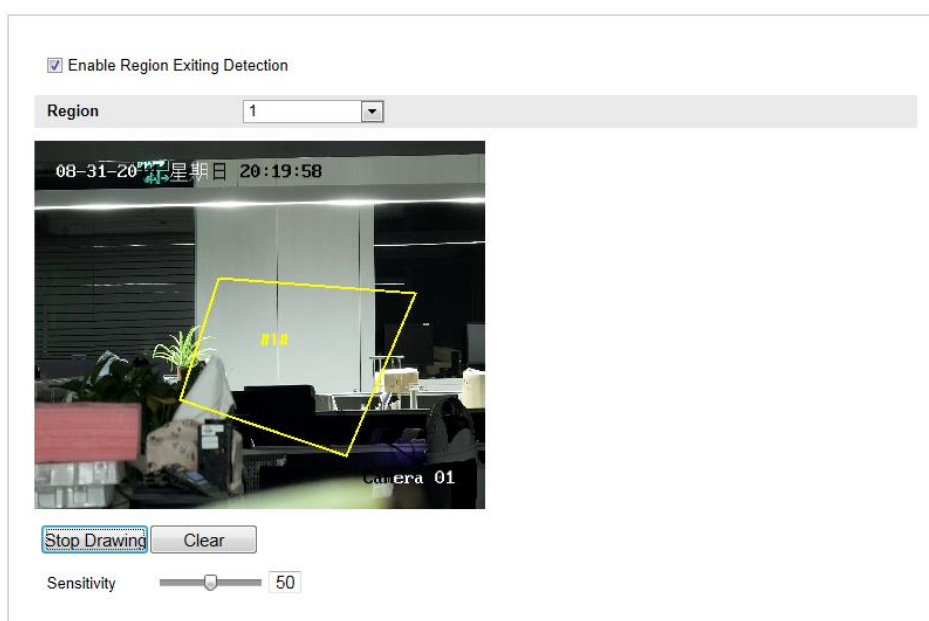 Enable Region Exiting Detection
Region 1
08-31-20 星期日 20:19:58
#1#
Camera 01
Stop Drawing Clear
Sensitivity 50